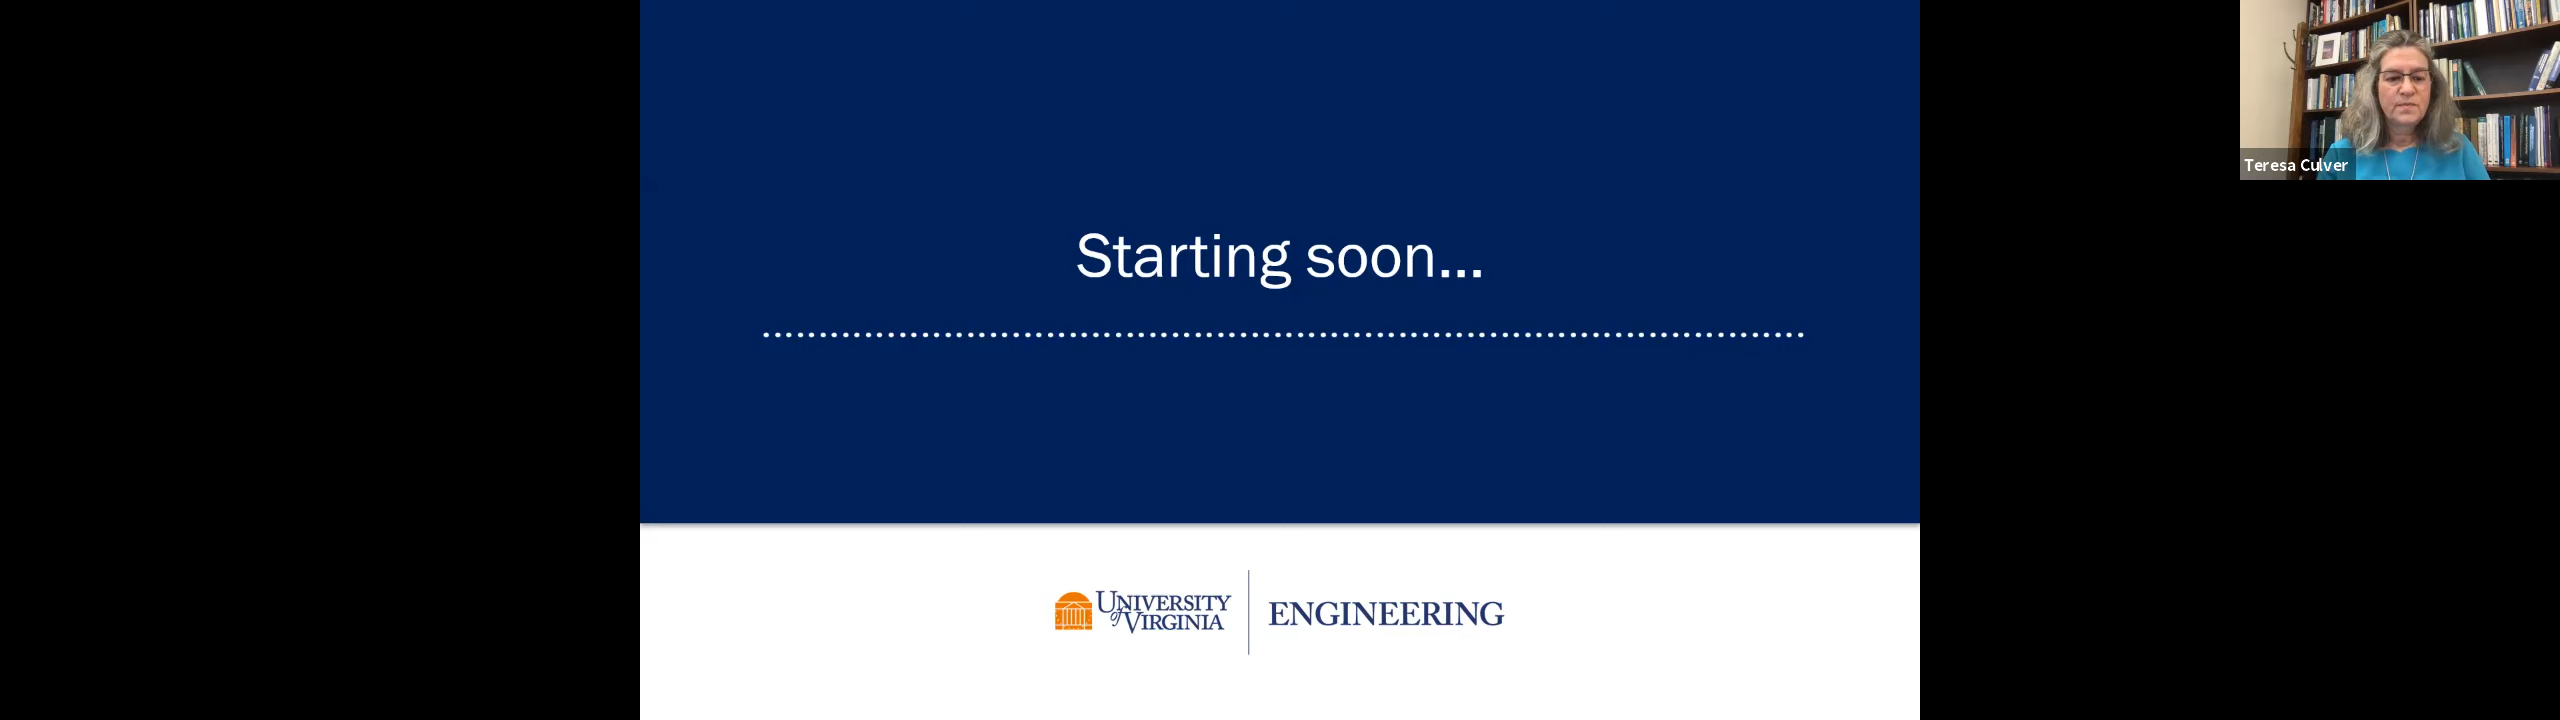 Starting soon...
UNIVERSITY
of VIRGINIA
ENGINEERING
Teresa Culver